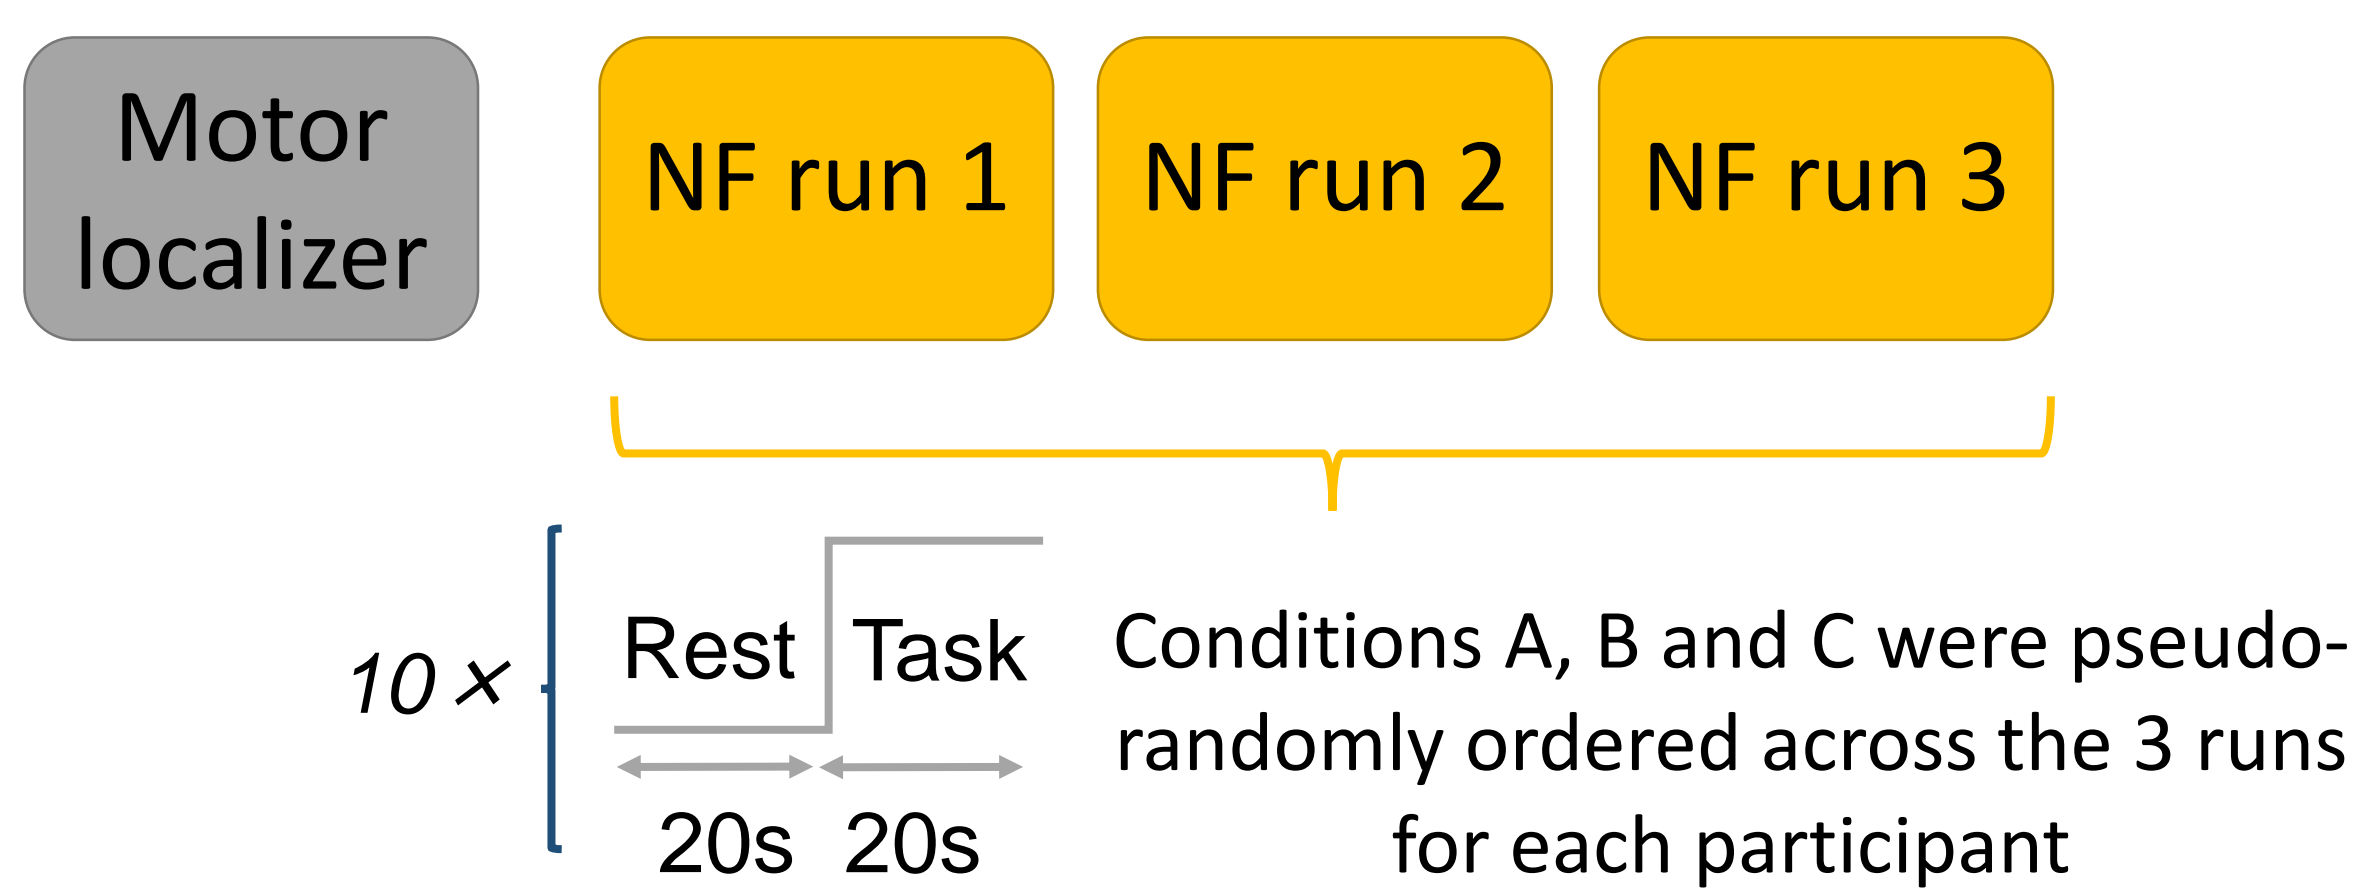 Motor
localizer
NF run 1
NF run 2
NF run 3
10 ×
Rest
Task
20s
20s
Conditions A, B and C were pseudo-
randomly ordered across the 3 runs
for each participant